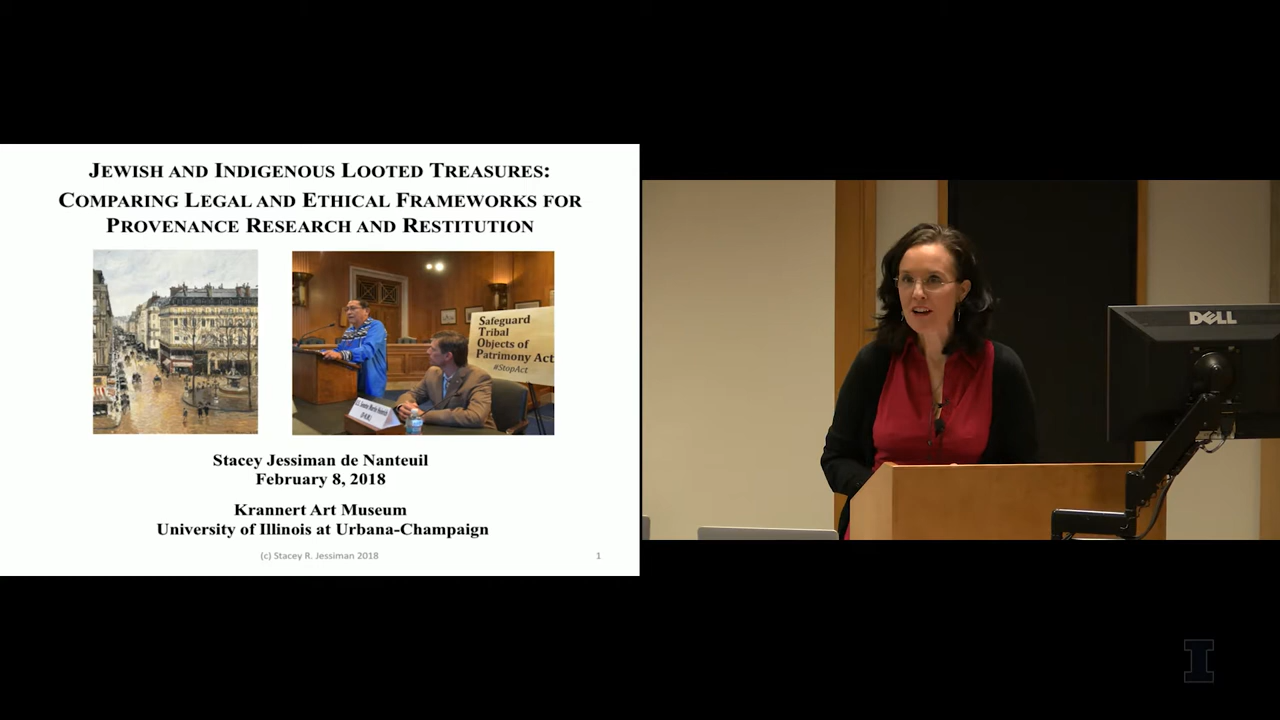 JEWISH AND INDIGENOUS LOOTED TREASURES:
COMPARING LEGAL AND ETHICAL FRAMEWORKS FOR
PROVENANCE RESEARCH AND RESTITUTION
Safeguard
Tribal
Objects of
Patrimony Act
#StopAct
Stacey Jessiman de Nanteuil
February 8, 2018
Krannert Art Museum
University of Illinois at Urbana-Champaign
(c) Stacey R. Jessiman 2018
1
DELL
I